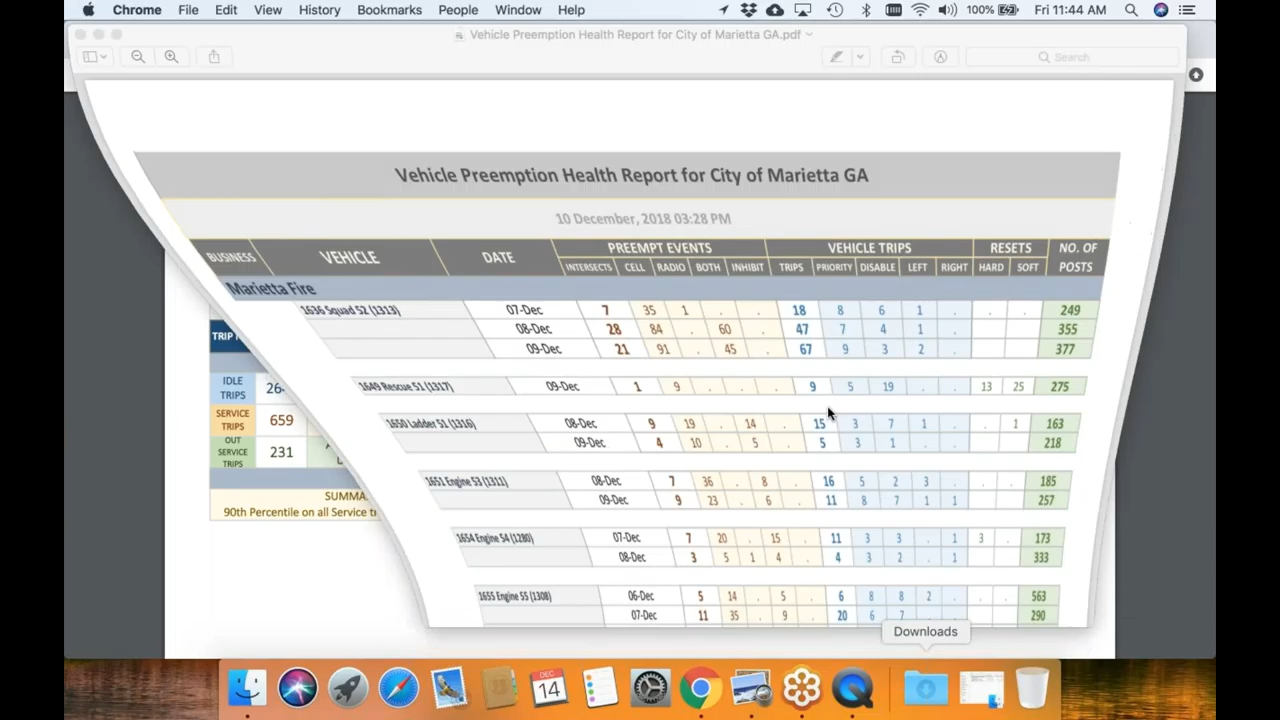 Chrome File Edit View History Bookmarks People Window Help 100% Fri 11:44 AM
Vehicle Preemption Health Report for City of Marietta GA.pdf
Search
Vehicle Preemption Health Report for City of Marietta GA
10 December, 2018 03:28 PM
BUSINESS VEHICLE DATE PREEMPT EVENTS VEHICLE TRIPS RESETS NO. OF POSTS
INTERSECTS CELL RADIO BOTH INHIBIT TRIPS PRIORITY DISABLE LEFT RIGHT HARD SOFT
Marietta Fire
1636 Squad 52 (1313) 07-Dec 7 35 1 . . 18 8 6 1 . . . 249
08-Dec 28 84 . 60 . 47 7 4 1 . 355
09-Dec 21 91 . 45 . 67 9 3 2 . 377
1649 Rescue 51 (1317) 09-Dec 1 9 . . . 9 5 19 . . 13 25 275
1650 Ladder 51 (1316) 08-Dec 9 19 . 14 . 15 3 7 1 . . 1 163
09-Dec 4 10 . 5 . 5 3 1 . . 218
1651 Engine 53 (1311) 08-Dec 7 36 . 8 . 16 5 2 3 . . . 185
09-Dec 9 23 . 6 . 11 8 7 1 1 257
1654 Engine 54 (1280) 07-Dec 7 20 . 15 . 11 3 3 . 1 3 . 173
08-Dec 3 5 1 4 . 4 3 2 . 1 333
1655 Engine 55 (1308) 06-Dec 5 14 . 5 . 6 8 8 2 . . . 563
07-Dec 11 35 . 9 . 20 6 7 290
TRIP
IDLE TRIPS 26
SERVICE TRIPS 659
OUT SERVICE TRIPS 231
SUMMA
90th Percentile on all Service t
Downloads
DEC
14